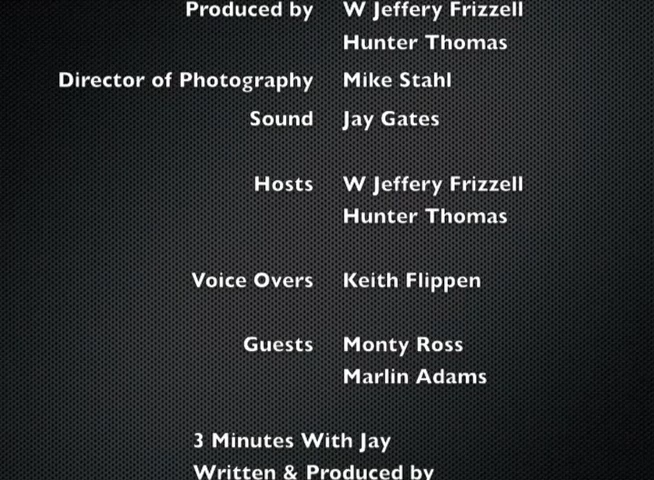 Produced by W Jeffery Frizzell
Hunter Thomas
Director of Photography Mike Stahl
Sound Jay Gates
Hosts W Jeffery Frizzell
Hunter Thomas
Voice Overs Keith Flippen
Guests Monty Ross
Marlin Adams
3 Minutes With Jay
Written & Produced by